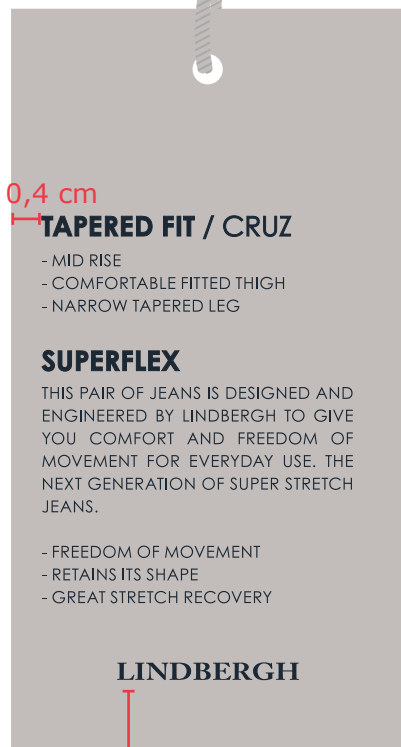 0,4 cm
TAPERED FIT / CRUZ
- MID RISE
- COMFORTABLE FITTED THIGH
- NARROW TAPERED LEG
SUPERFLEX
THIS PAIR OF JEANS IS DESIGNED AND
ENGINEERED BY LINDBERGH TO GIVE
YOU COMFORT AND FREEDOM OF
MOVEMENT FOR EVERYDAY USE. THE
NEXT GENERATION OF SUPER STRETCH
JEANS.
- FREEDOM OF MOVEMENT
- RETAINS ITS SHAPE
- GREAT STRETCH RECOVERY
LINDBERGH